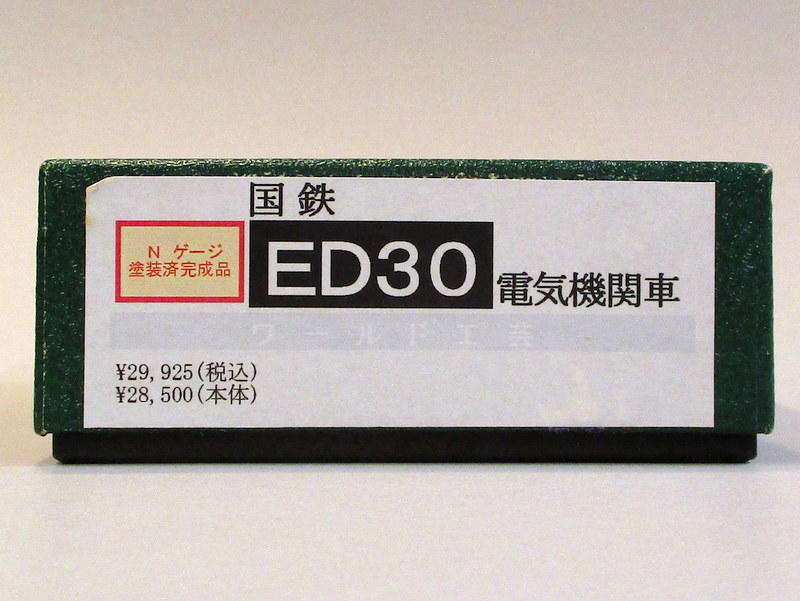 国鉄
N ゲージ
塗装済完成品
ED30
電気機関車
ワールド工芸
¥29,925(税込)
¥28,500(本体)